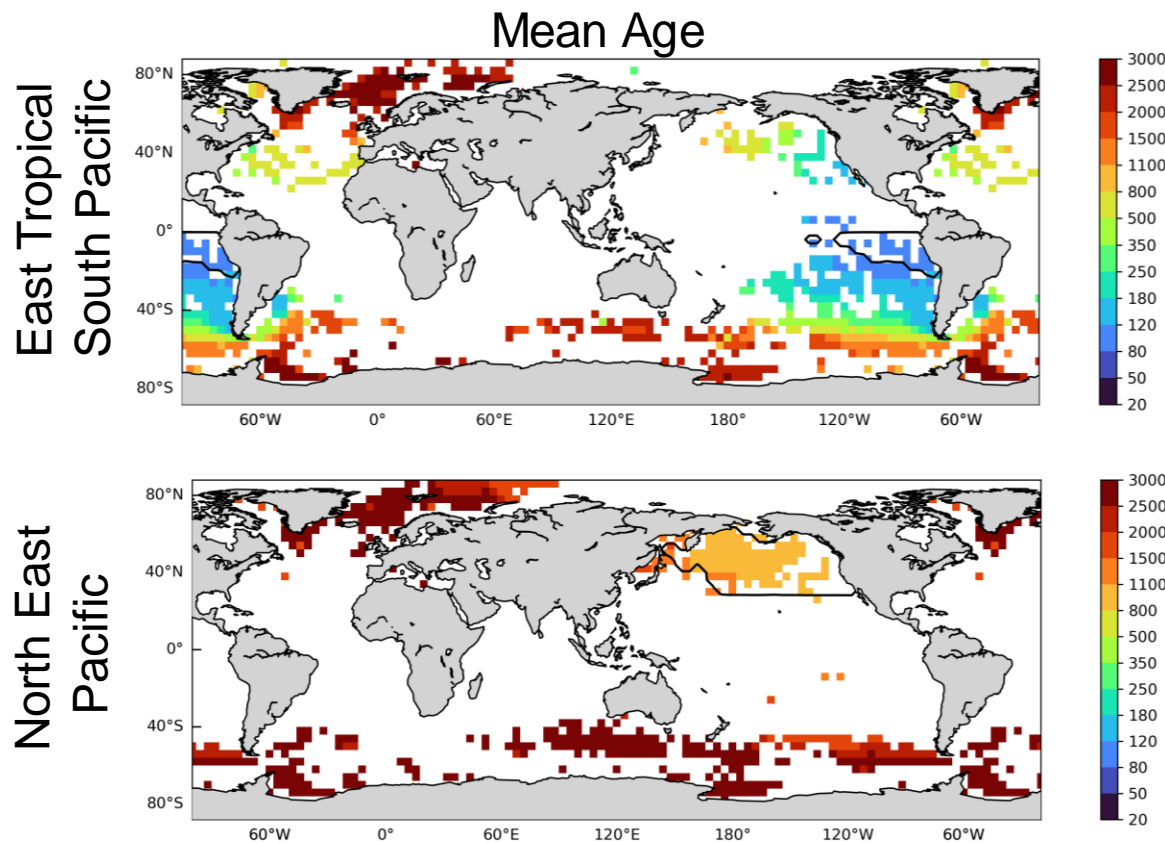 Mean Age
East Tropical
South Pacific
80°N
40°N
0°
40°S
80°S
60°W 0° 60°E 120°E 180° 120°W 60°W
3000
2500
2000
1500
1100
800
500
350
250
180
120
80
50
20
North East
Pacific
80°N
40°N
0°
40°S
80°S
60°W 0° 60°E 120°E 180° 120°W 60°W
3000
2500
2000
1500
1100
800
500
350
250
180
120
80
50
20